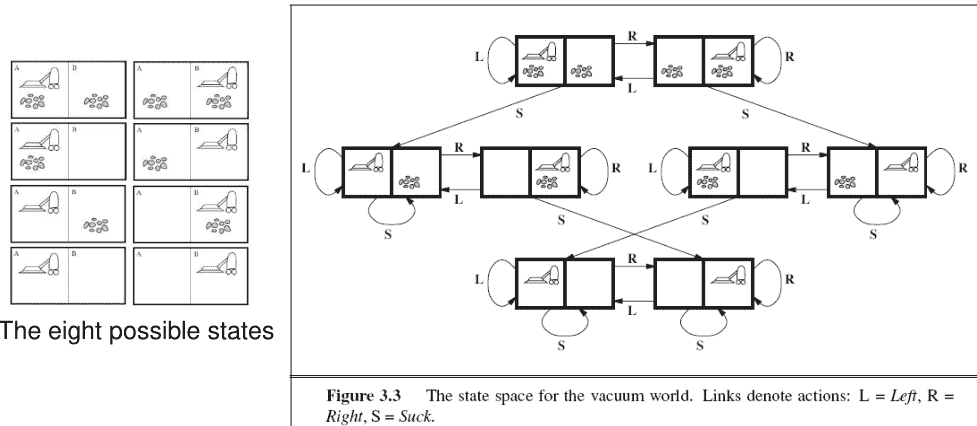 A B A B
A B A B
A B A B
A B A B
The eight possible states
R
L R
L
S S
R R
L R L R
L L
S S S S
R
L R
L
S S
Figure 3.3 The state space for the vacuum world. Links denote actions: L = Left, R =
Right, S = Suck.